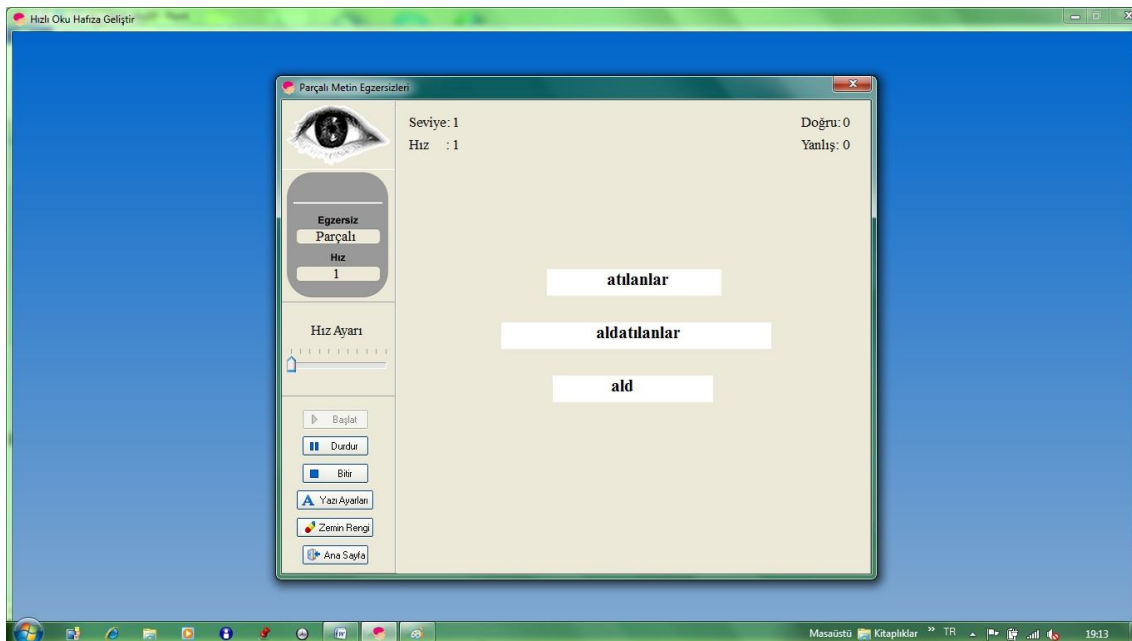 Hızlı Oku Hafıza Geliştir
Parçalı Metin Egzersizleri
Seviye: 1
Doğru: 0
Hız : 1
Yanlış: 0
Egzersiz
Parçalı
Hız
1
Hız Ayarı
atılanlar
aldatılanlar
ald
Başlat
Durdur
Bitir
Yazı Ayarları
Zemin Rengi
Ana Sayfa
Masaüstü
Kitaplıklar
TR
19:13